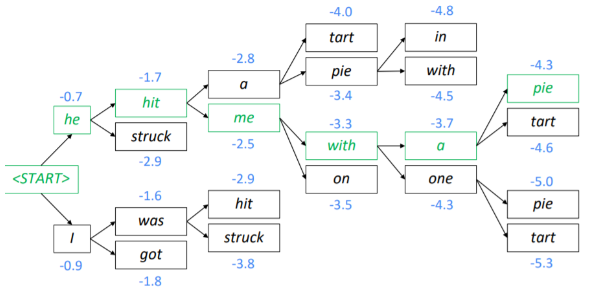 -4.0
-4.8
tart
in
-2.8
-4.3
-1.7
a
pie
with
pie
-0.7
hit
-3.4
-4.5
he
me
-3.3
-3.7
tart
struck
-2.5
with
a
-4.6
-2.9
<START>
-2.9
on
one
-1.6
-3.5
-4.3
-5.0
hit
pie
was
I
struck
tart
got
-0.9
-3.8
-5.3
-1.8